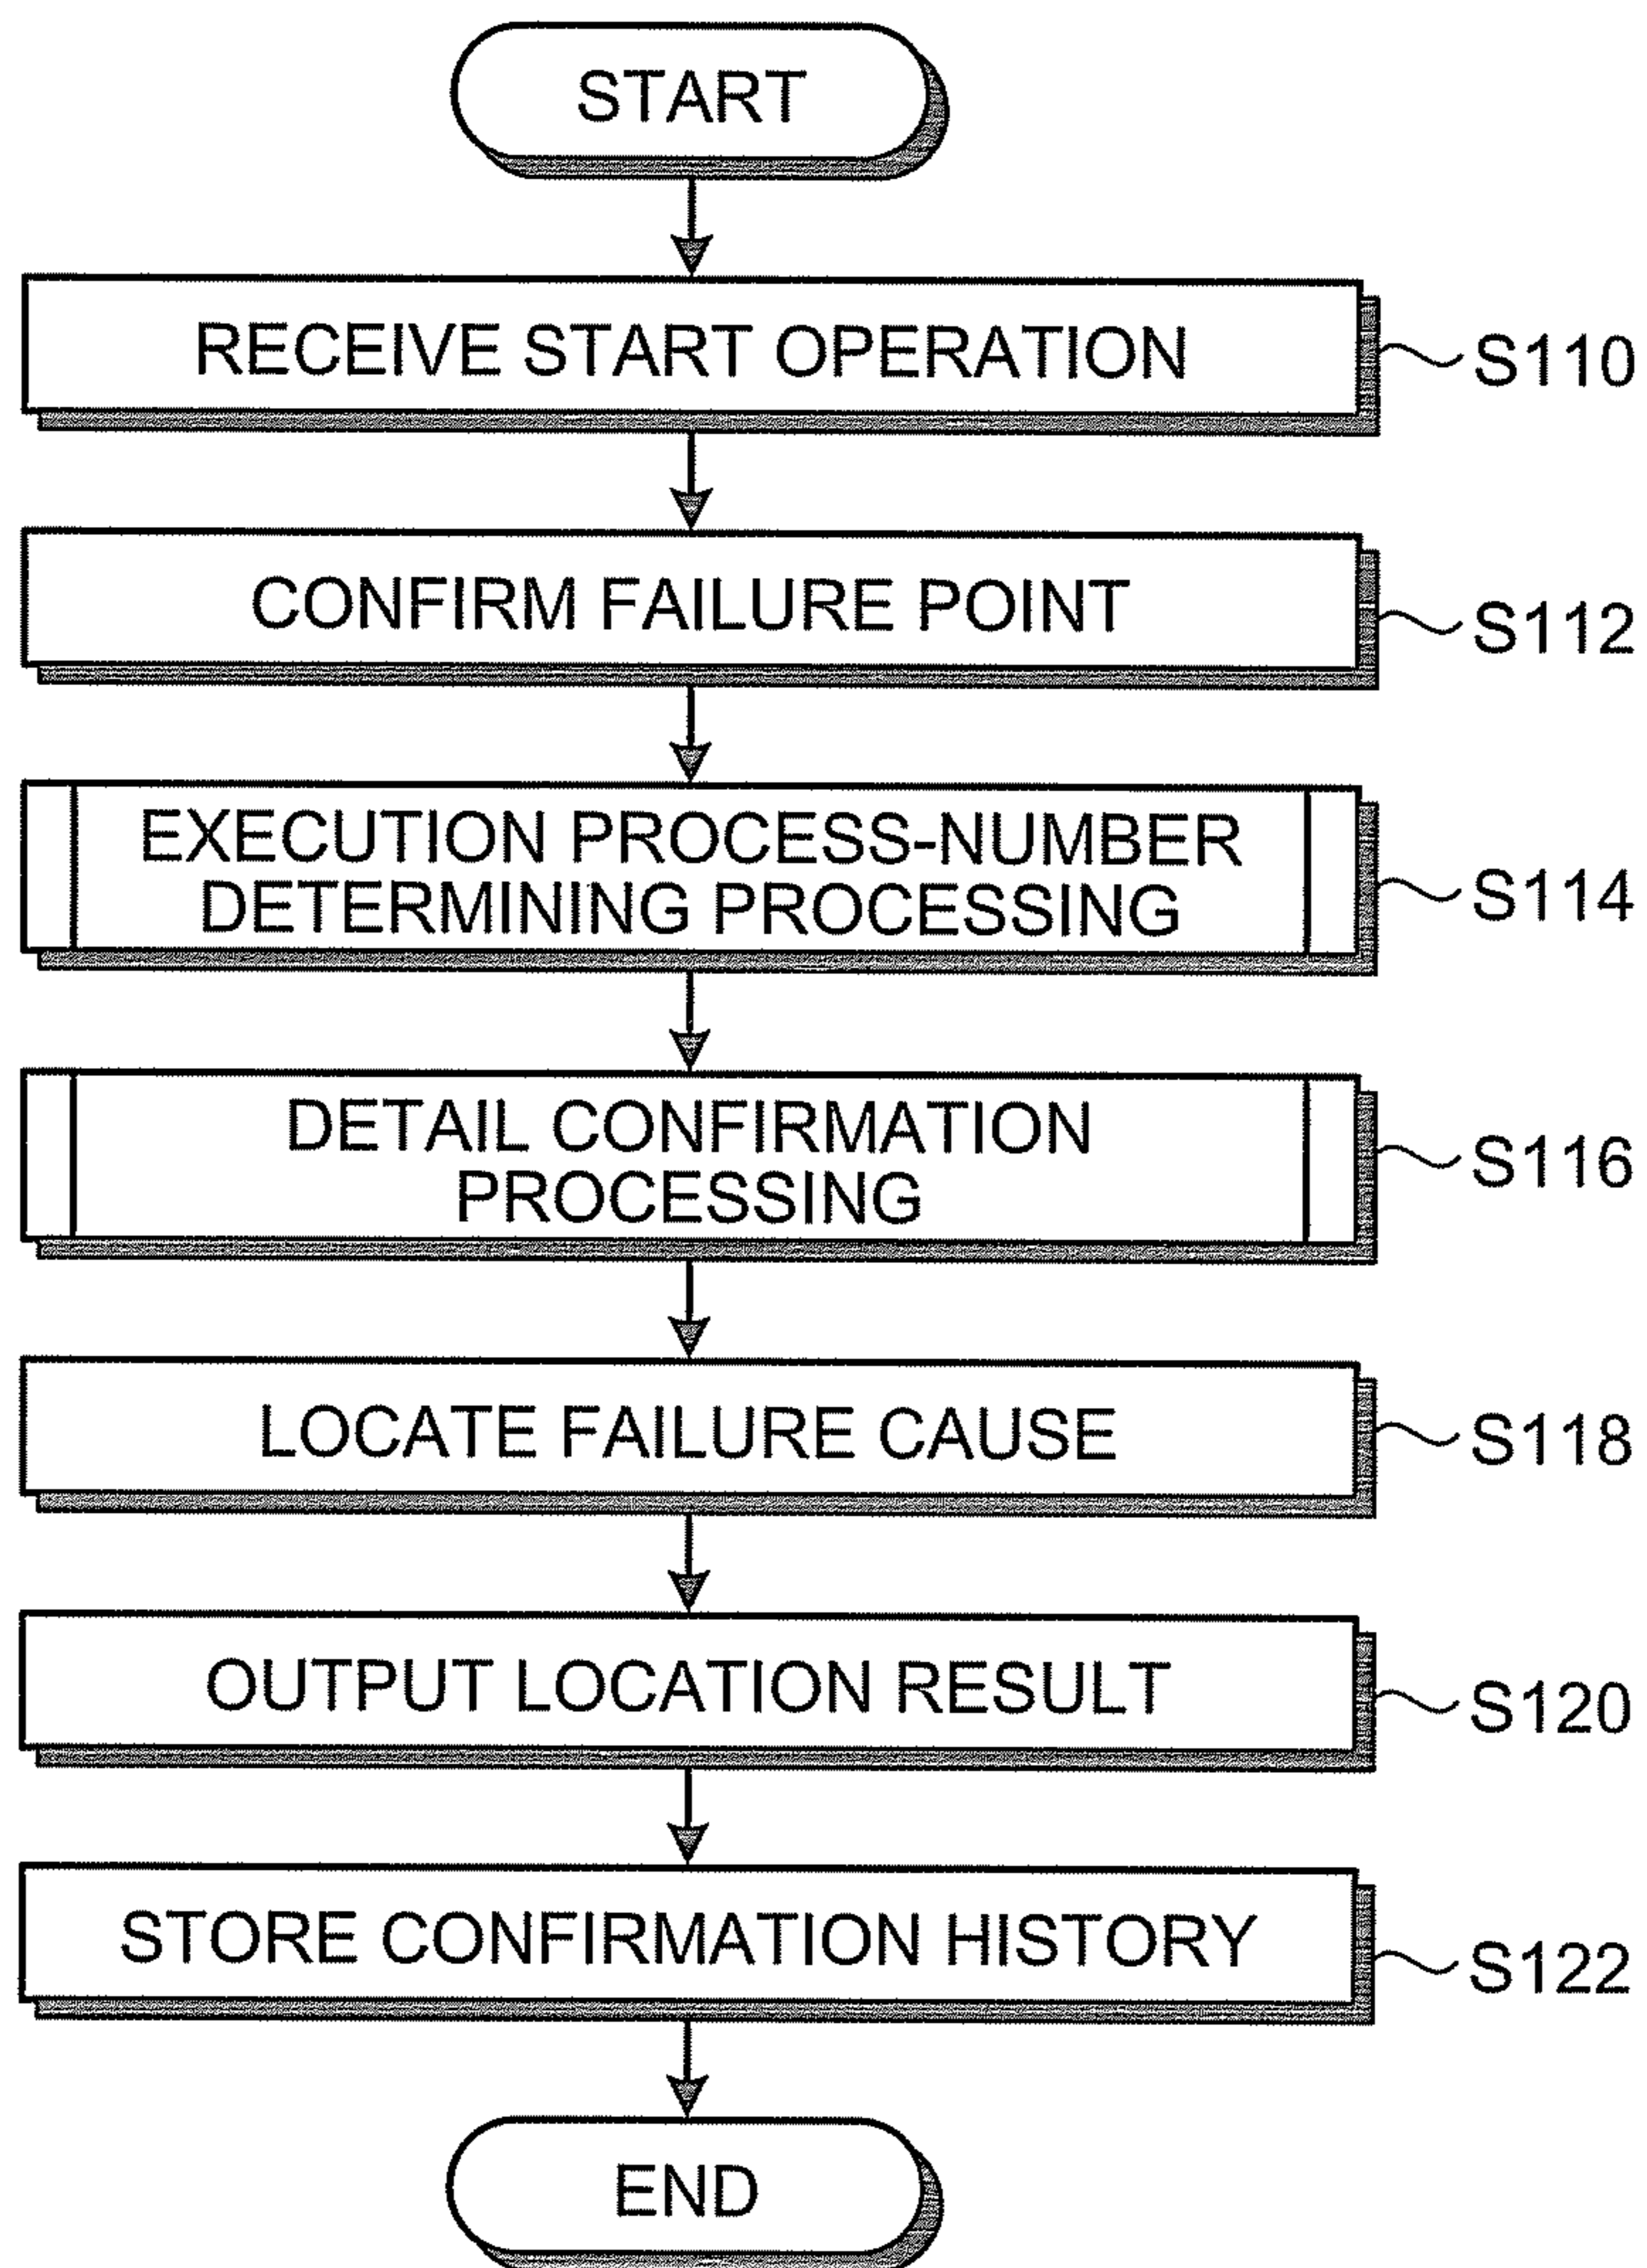 START
RECEIVE START OPERATION
S110
CONFIRM FAILURE POINT
S112
EXECUTION PROCESS-NUMBER
DETERMINING PROCESSING
S114
DETAIL CONFIRMATION
PROCESSING
S116
LOCATE FAILURE CAUSE
S118
OUTPUT LOCATION RESULT
S120
STORE CONFIRMATION HISTORY
S122
END